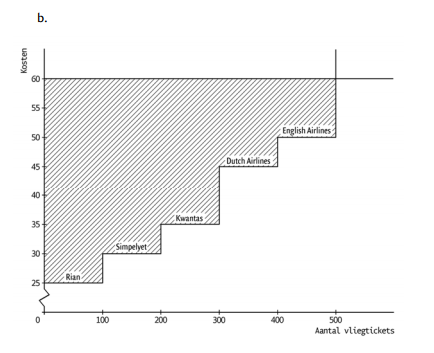 b.
Kosten
60
55
50
English Airlines
45
Dutch Airlines
40
35
Kwantas
30
Simpelyet
25
Rian
0 100 200 300 400 500
Aantal vliegtickets